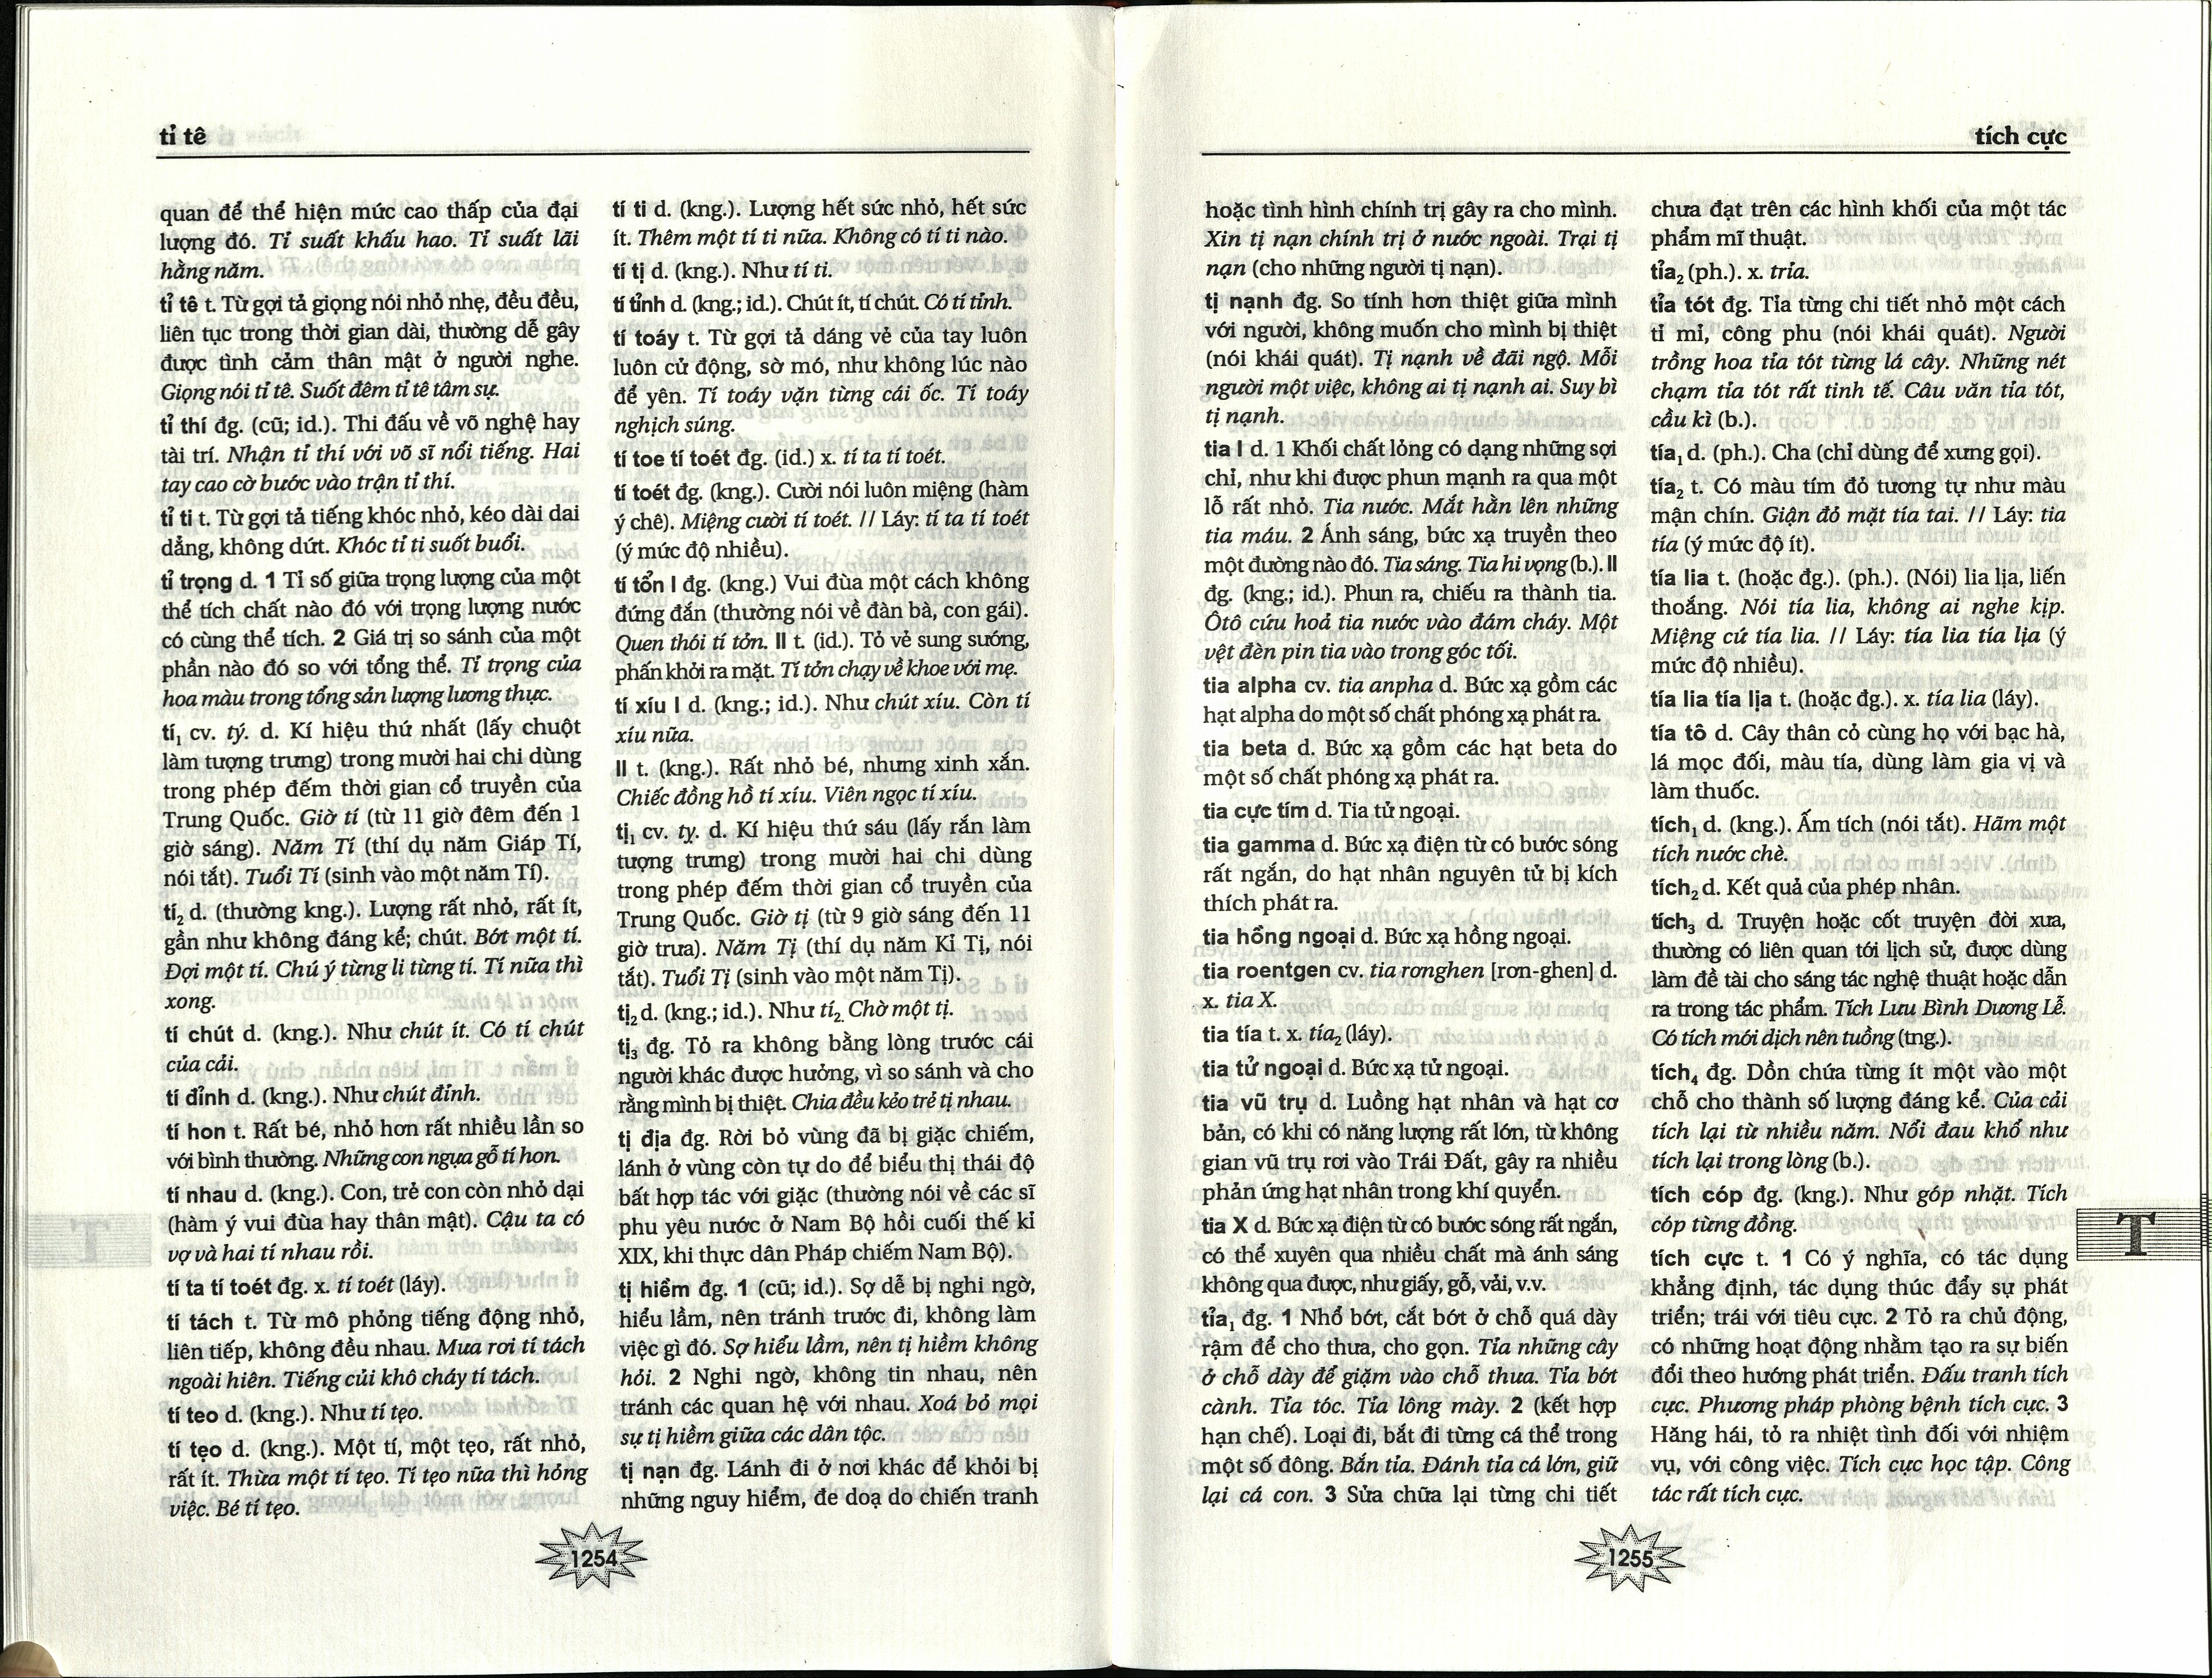 tỉ tê
quan để thể hiện mức cao thấp của đại
lượng đó. Tỉ suất khấu hao. Tỉ suất lãi
hằng năm.
tỉ tê t. Từ gợi tả giọng nói nhỏ nhẹ, đều đều,
liên tục trong thời gian dài, thường dễ gây
được tình cảm thân mật ở người nghe.
Giọng nói tỉ tê. Suốt đêm tỉ tê tâm sự.
tỉ thí đg. (cũ; id.). Thi đấu về võ nghệ hay
tài trí. Nhận tỉ thí với võ sĩ nổi tiếng. Hai
tay cao cờ bước vào trận tỉ thí.
tỉ ti t. Từ gợi tả tiếng khóc nhỏ, kéo dài dai
dẳng, không dứt. Khóc tỉ ti suốt buổi.
tỉ trọng d. 1 Tỉ số giữa trọng lượng của một
thể tích chất nào đó với trọng lượng nước
có cùng thể tích. 2 Giá trị so sánh của một
phần nào đó so với tổng thể. Tỉ trọng của
hoa màu trong tổng sản lượng lương thực.
tí₁ cv. tý. d. Kí hiệu thứ nhất (lấy chuột
làm tượng trưng) trong mười hai chi dùng
trong phép đếm thời gian cổ truyền của
Trung Quốc. Giờ tí (từ 11 giờ đêm đến 1
giờ sáng). Năm Tí (thí dụ năm Giáp Tí,
nói tắt). Tuổi Tí (sinh vào một năm Tí).
tí₂ d. (thường kng.). Lượng rất nhỏ, rất ít,
gần như không đáng kể; chút. Bớt một tí.
Đợi một tí. Chú ý từng li từng tí. Tí nữa thì
xong.
tí chút d. (kng.). Như chút ít. Có tí chút
của cải.
tí đỉnh d. (kng.). Như chút đỉnh.
tí hon t. Rất bé, nhỏ hơn rất nhiều lần so
với bình thường. Những con ngựa gỗ tí hon.
tí nhau d. (kng.). Con, trẻ con còn nhỏ dại
(hàm ý vui đùa hay thân mật). Cậu ta có
vợ và hai tí nhau rồi.
tí ta tí toét đg. x. tí toét (láy).
tí tách t. Từ mô phỏng tiếng động nhỏ,
liên tiếp, không đều nhau. Mưa rơi tí tách
ngoài hiên. Tiếng củi khô cháy tí tách.
tí teo d. (kng.). Như tí tẹo.
tí tẹo d. (kng.). Một tí, một tẹo, rất nhỏ,
rất ít. Thừa một tí tẹo. Tí tẹo nữa thì hỏng
việc. Bé tí tẹo.
tí ti d. (kng.). Lượng hết sức nhỏ, hết sức
ít. Thêm một tí ti nữa. Không có tí ti nào.
tí tị d. (kng.). Như tí ti.
tí tỉnh d. (kng.; id.). Chút ít, tí chút. Có tí tỉnh.
tí toáy t. Từ gợi tả dáng vẻ của tay luôn
luôn cử động, sờ mó, như không lúc nào
để yên. Tí toáy vặn từng cái ốc. Tí toáy
nghịch súng.
tí toe tí toét đg. (id.) x. tí ta tí toét.
tí toét đg. (kng.). Cười nói luôn miệng (hàm
ý chê). Miệng cười tí toét. // Láy: tí ta tí toét
(ý mức độ nhiều).
tí tổn I đg. (kng.) Vui đùa một cách không
đứng đắn (thường nói về đàn bà, con gái).
Quen thói tí tởn. II t. (id.). Tỏ vẻ sung sướng,
phấn khởi ra mặt. Tí tởn chạy về khoe với mẹ.
tí xíu I d. (kng.; id.). Như chút xíu. Còn tí
xíu nữa.
II t. (kng.). Rất nhỏ bé, nhưng xinh xắn.
Chiếc đồng hồ tí xíu. Viên ngọc tí xíu.
tị₁ cv. tỵ. d. Kí hiệu thứ sáu (lấy rắn làm
tượng trưng) trong mười hai chi dùng
trong phép đếm thời gian cổ truyền của
Trung Quốc. Giờ tị (từ 9 giờ sáng đến 11
giờ trưa). Năm Tị (thí dụ năm Kỉ Tị, nói
tắt). Tuổi Tị (sinh vào một năm Tị).
tị₂ d. (kng.; id.). Như tí₂. Chờ một tị.
tị₃ đg. Tỏ ra không bằng lòng trước cái
người khác được hưởng, vì so sánh và cho
rằng mình bị thiệt. Chia đều kẻo trẻ tị nhau.
tị địa đg. Rời bỏ vùng đã bị giặc chiếm,
lánh ở vùng còn tự do để biểu thị thái độ
bất hợp tác với giặc (thường nói về các sĩ
phu yêu nước ở Nam Bộ hồi cuối thế kỉ
XIX, khi thực dân Pháp chiếm Nam Bộ).
tị hiềm đg. 1 (cũ; id.). Sợ dễ bị nghi ngờ,
hiểu lầm, nên tránh trước đi, không làm
việc gì đó. Sợ hiểu lầm, nên tị hiềm không
hỏi. 2 Nghi ngờ, không tin nhau, nên
tránh các quan hệ với nhau. Xoá bỏ mọi
sự tị hiềm giữa các dân tộc.
tị nạn đg. Lánh đi ở nơi khác để khỏi bị
những nguy hiểm, đe doạ do chiến tranh
1254
tích cực
hoặc tình hình chính trị gây ra cho mình.
Xin tị nạn chính trị ở nước ngoài. Trại tị
nạn (cho những người tị nạn).
tị nạnh đg. So tính hơn thiệt giữa mình
với người, không muốn cho mình bị thiệt
(nói khái quát). Tị nạnh về đãi ngộ. Mỗi
người một việc, không ai tị nạnh ai. Suy bì
tị nạnh.
tia I d. 1 Khối chất lỏng có dạng những sợi
chỉ, như khi được phun mạnh ra qua một
lỗ rất nhỏ. Tia nước. Mắt hằn lên những
tia máu. 2 Ánh sáng, bức xạ truyền theo
một đường nào đó. Tia sáng. Tia hi vọng (b.). II
đg. (kng.; id.). Phun ra, chiếu ra thành tia.
Ôtô cứu hoả tia nước vào đám cháy. Một
vệt đèn pin tia vào trong góc tối.
tia alpha cv. tia anpha d. Bức xạ gồm các
hạt alpha do một số chất phóng xạ phát ra.
tia beta d. Bức xạ gồm các hạt beta do
một số chất phóng xạ phát ra.
tia cực tím d. Tia tử ngoại.
tia gamma d. Bức xạ điện từ có bước sóng
rất ngắn, do hạt nhân nguyên tử bị kích
thích phát ra.
tia hồng ngoại d. Bức xạ hồng ngoại.
tia roentgen cv. tia rơnghen [rơn-ghen] d.
x. tia X.
tia tía t. x. tía₂ (láy).
tia tử ngoại d. Bức xạ tử ngoại.
tia vũ trụ d. Luồng hạt nhân và hạt cơ
bản, có khi có năng lượng rất lớn, từ không
gian vũ trụ rơi vào Trái Đất, gây ra nhiều
phản ứng hạt nhân trong khí quyển.
tia X d. Bức xạ điện từ có bước sóng rất ngắn,
có thể xuyên qua nhiều chất mà ánh sáng
không qua được, như giấy, gỗ, vải, v.v.
tỉa₁ đg. 1 Nhổ bớt, cắt bớt ở chỗ quá dày
rậm để cho thưa, cho gọn. Tỉa những cây
ở chỗ dày để giặm vào chỗ thưa. Tỉa bớt
cành. Tỉa tóc. Tỉa lông mày. 2 (kết hợp
hạn chế). Loại đi, bắt đi từng cá thể trong
một số đông. Bắn tỉa. Đánh tỉa cá lớn, giữ
lại cá con. 3 Sửa chữa lại từng chi tiết
chưa đạt trên các hình khối của một tác
phẩm mĩ thuật.
tỉa₂ (ph.). x. trỉa.
tỉa tót đg. Tỉa từng chi tiết nhỏ một cách
tỉ mỉ, công phu (nói khái quát). Người
trồng hoa tỉa tót từng lá cây. Những nét
chạm tỉa tót rất tinh tế. Câu văn tỉa tót,
cầu kì (b.).
tía₁ d. (ph.). Cha (chỉ dùng để xưng gọi).
tía₂ t. Có màu tím đỏ tương tự như màu
mận chín. Giận đỏ mặt tía tai. // Láy: tia
tía (ý mức độ ít).
tía lia t. (hoặc đg.). (ph.). (Nói) lia lịa, liến
thoắng. Nói tía lia, không ai nghe kịp.
Miệng cứ tía lia. // Láy: tía lia tía lịa (ý
mức độ nhiều).
tía lia tía lịa t. (hoặc đg.). x. tía lia (láy).
tía tô d. Cây thân cỏ cùng họ với bạc hà,
lá mọc đối, màu tía, dùng làm gia vị và
làm thuốc.
tích₁ d. (kng.). Ấm tích (nói tắt). Hãm một
tích nước chè.
tích₂ d. Kết quả của phép nhân.
tích₃ d. Truyện hoặc cốt truyện đời xưa,
thường có liên quan tới lịch sử, được dùng
làm đề tài cho sáng tác nghệ thuật hoặc dẫn
ra trong tác phẩm. Tích Lưu Bình Dương Lễ.
Có tích mới dịch nên tuồng (tng.).
tích₄ đg. Dồn chứa từng ít một vào một
chỗ cho thành số lượng đáng kể. Của cải
tích lại từ nhiều năm. Nỗi đau khổ như
tích lại trong lòng (b.).
tích cóp đg. (kng.). Như góp nhặt. Tích
cóp từng đồng.
tích cực t. 1 Có ý nghĩa, có tác dụng
khẳng định, tác dụng thúc đẩy sự phát
triển; trái với tiêu cực. 2 Tỏ ra chủ động,
có những hoạt động nhằm tạo ra sự biến
đổi theo hướng phát triển. Đấu tranh tích
cực. Phương pháp phòng bệnh tích cực. 3
Hăng hái, tỏ ra nhiệt tình đối với nhiệm
vụ, với công việc. Tích cực học tập. Công
tác rất tích cực.
T
1255